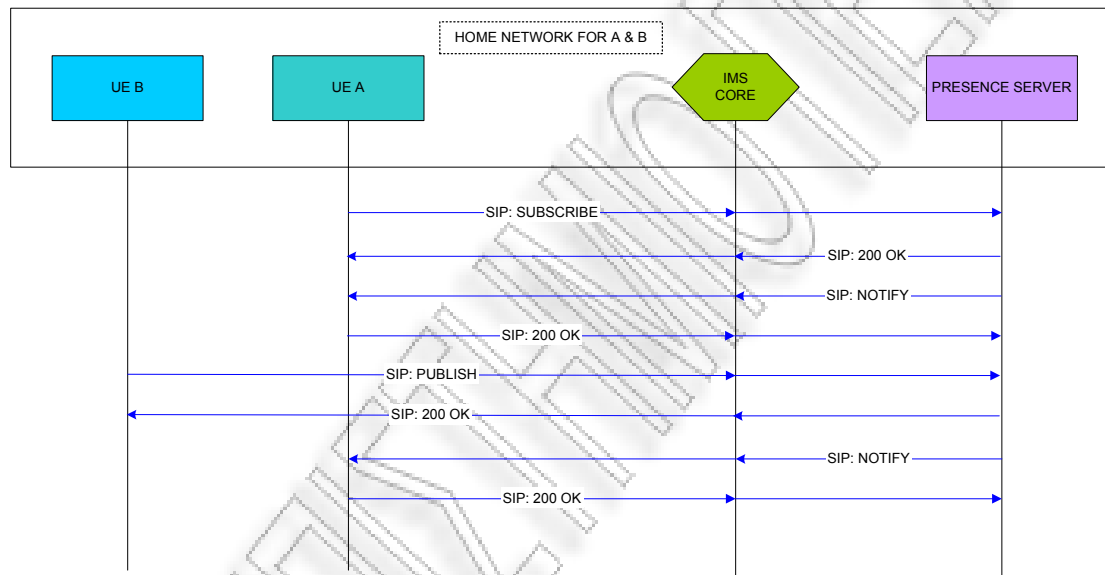 HOME NETWORK FOR A & B
UE B
UE A
IMS
CORE
PRESENCE SERVER
SIP: SUBSCRIBE
SIP: 200 OK
SIP: NOTIFY
SIP: 200 OK
SIP: PUBLISH
SIP: 200 OK
SIP: NOTIFY
SIP: 200 OK